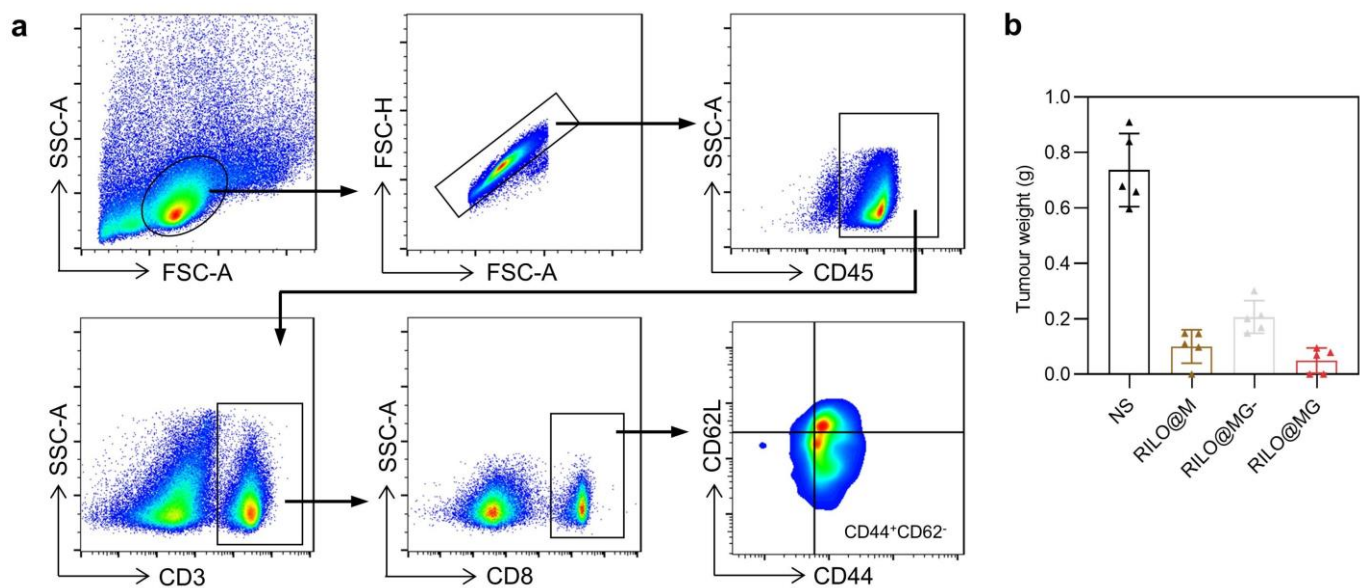 a
SSC-A
FSC-A
FSC-H
FSC-A
SSC-A
CD45
SSC-A
CD3
SSC-A
CD8
CD62L
CD44⁺CD62⁻
CD44
b
Tumour weight (g)
1.0
0.8
0.6
0.4
0.2
0.0
NS
RILO@M
RILO@MG-
RILO@MG